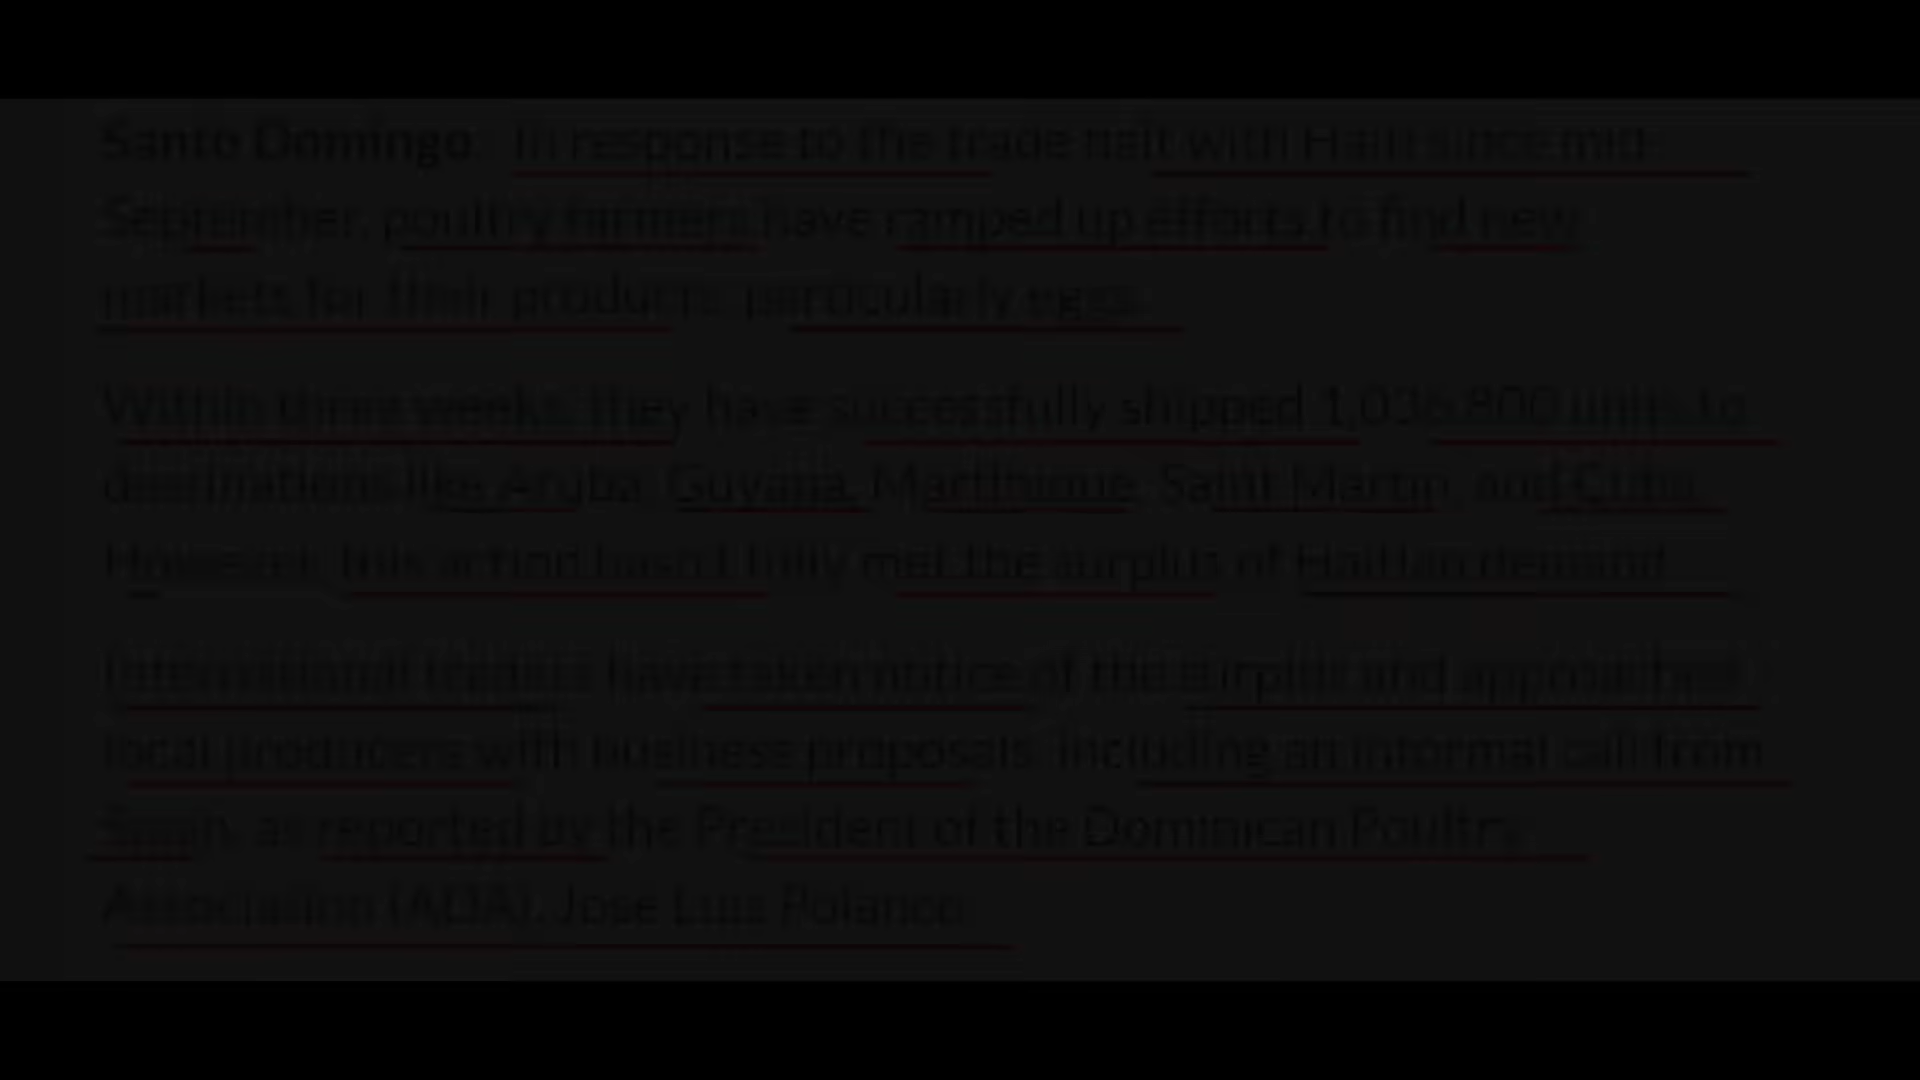 Santo Domingo.- In response to the trade halt with Haiti since mid-
September, poultry farmers have ramped up efforts to find new
markets for their products, particularly eggs.
Within three weeks, they have successfully shipped 1,036,800 units to
destinations like Aruba, Guyana, Martinique, Saint Martin, and Cuba.
However, this action hasn't fully met the surplus of Haitian demand.
International traders have taken notice of the surplus and approached
local producers with business proposals, including an informal call from
Spain, as reported by the President of the Dominican Poultry
Association (ADA), José Luis Polanco.